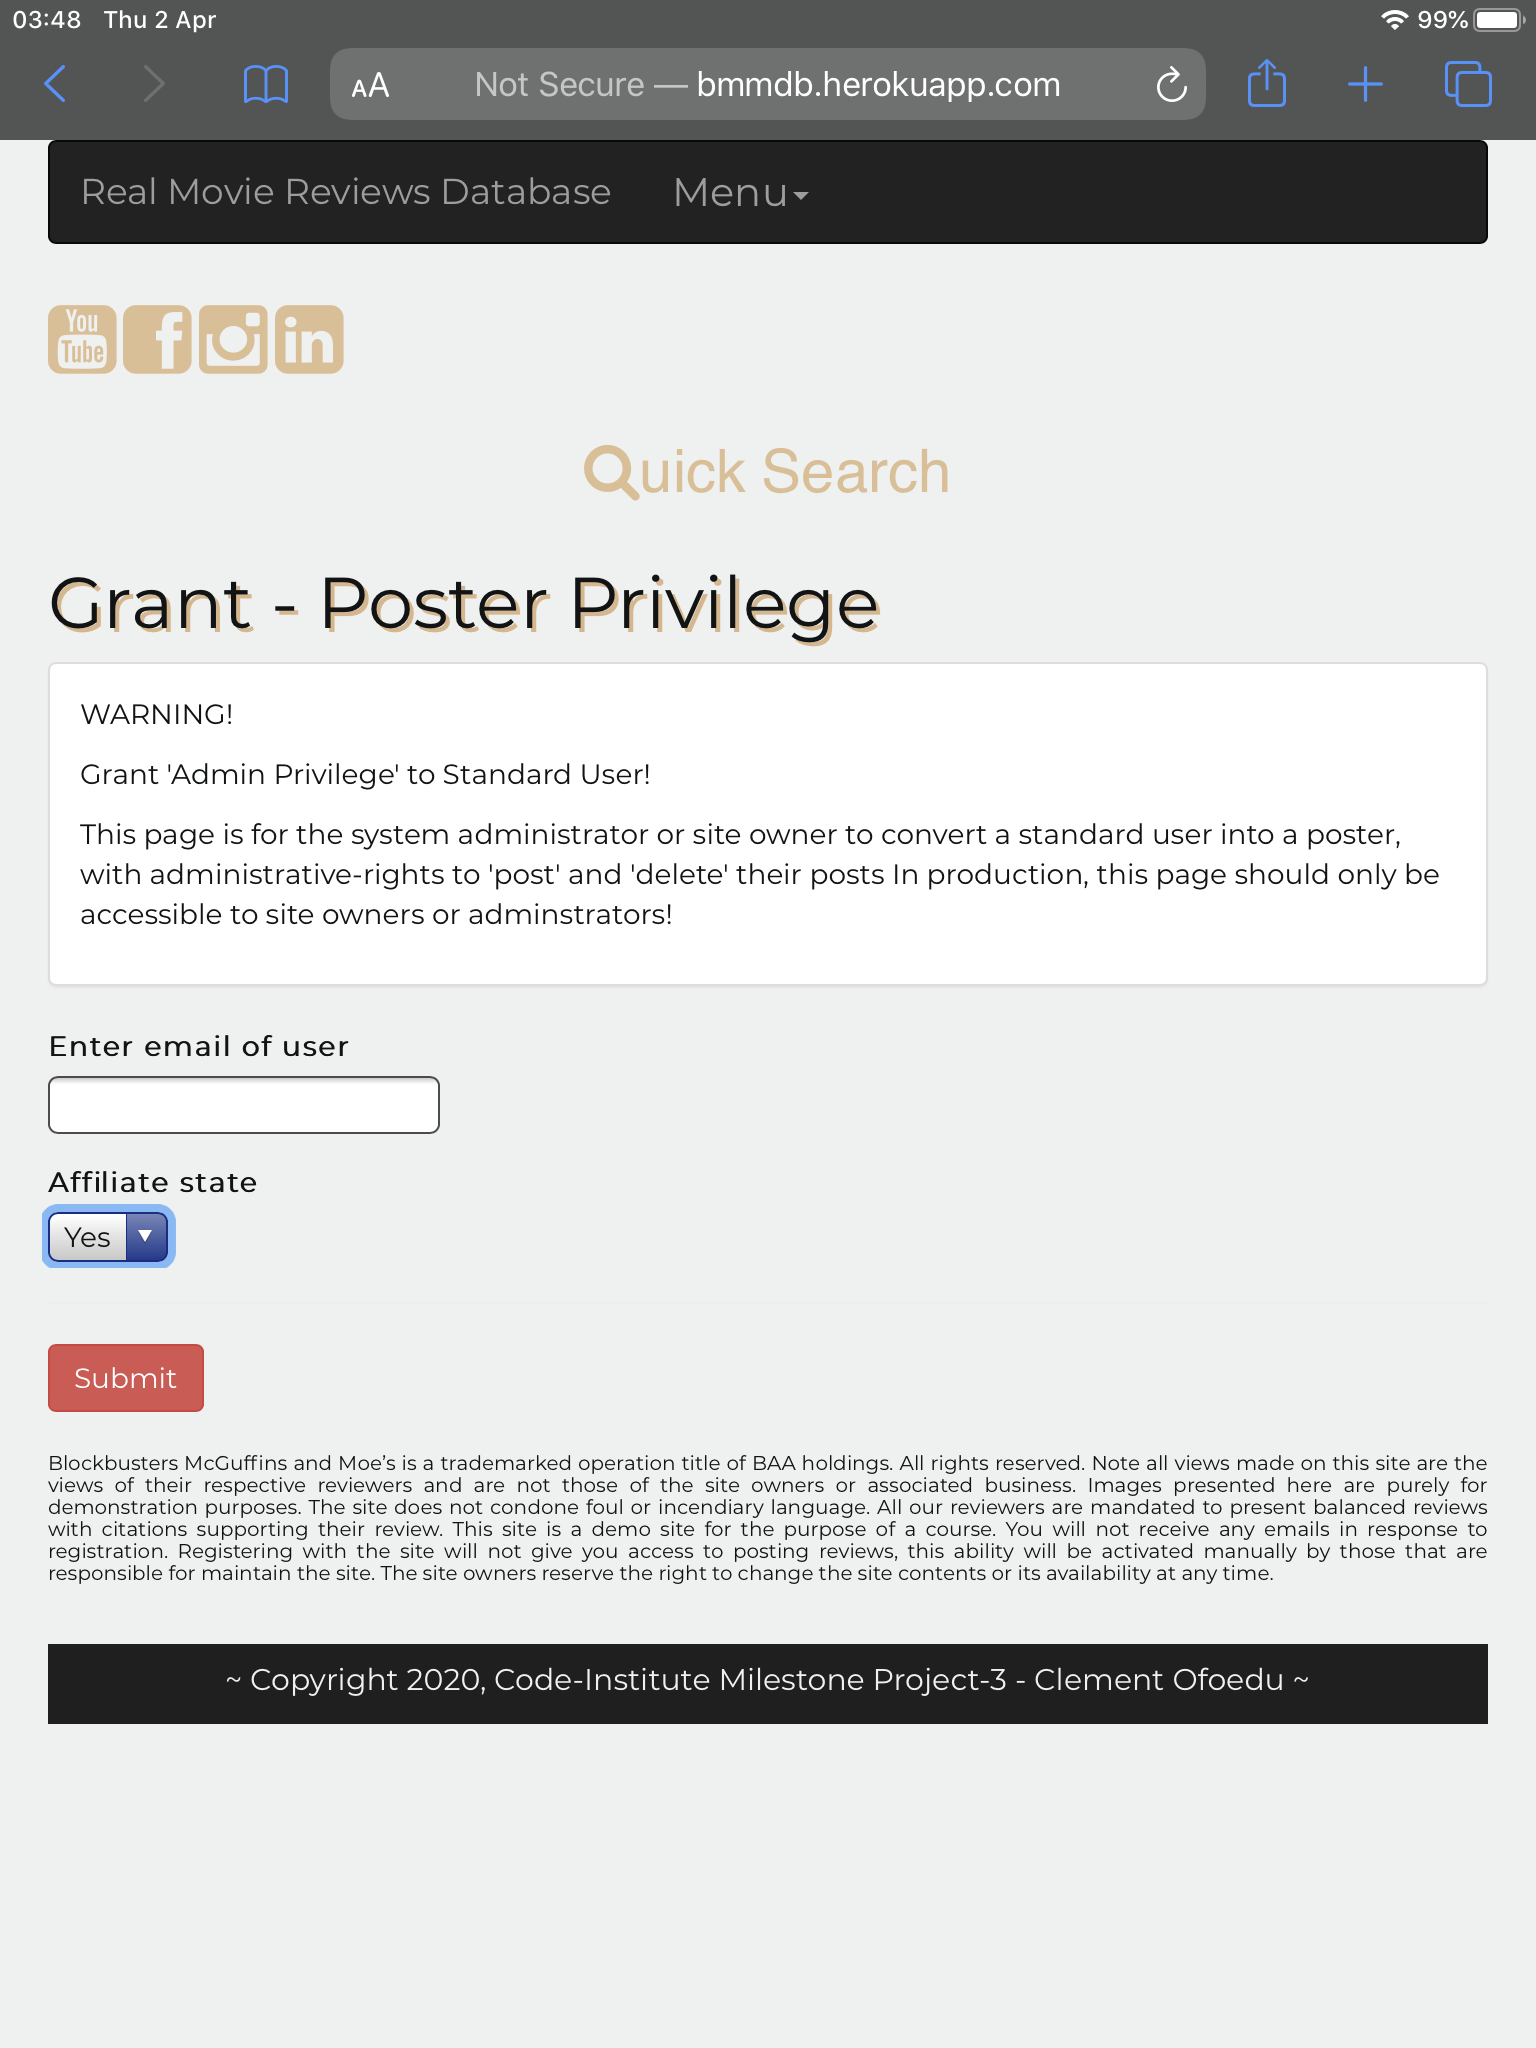 03:48 Thu 2 Apr 99%
AA Not Secure — bmmdb.herokuapp.com
Real Movie Reviews Database Menu
You Tube f in
Quick Search
Grant - Poster Privilege
WARNING!
Grant 'Admin Privilege' to Standard User!
This page is for the system administrator or site owner to convert a standard user into a poster,
with administrative-rights to 'post' and 'delete' their posts In production, this page should only be
accessible to site owners or adminstrators!
Enter email of user
Affiliate state
Yes
Submit
Blockbusters McGuffins and Moe’s is a trademarked operation title of BAA holdings. All rights reserved. Note all views made on this site are the
views of their respective reviewers and are not those of the site owners or associated business. Images presented here are purely for
demonstration purposes. The site does not condone foul or incendiary language. All our reviewers are mandated to present balanced reviews
with citations supporting their review. This site is a demo site for the purpose of a course. You will not receive any emails in response to
registration. Registering with the site will not give you access to posting reviews, this ability will be activated manually by those that are
responsible for maintain the site. The site owners reserve the right to change the site contents or its availability at any time.
~ Copyright 2020, Code-Institute Milestone Project-3 - Clement Ofoedu ~